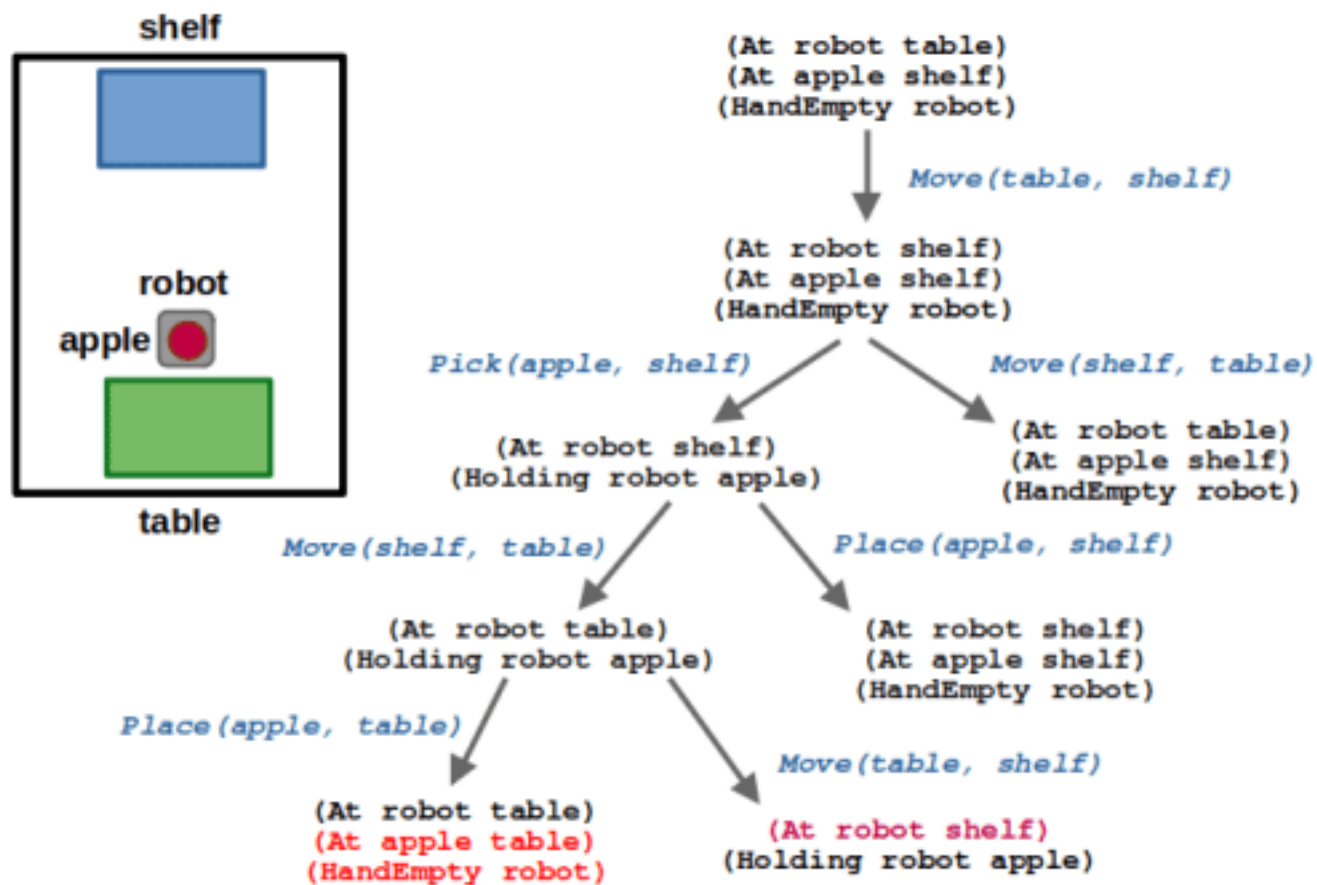 shelf
robot
apple
table
(At robot table)
(At apple shelf)
(HandEmpty robot)
Move(table, shelf)
(At robot shelf)
(At apple shelf)
(HandEmpty robot)
Pick(apple, shelf)
Move(shelf, table)
(At robot shelf)
(Holding robot apple)
(At robot table)
(At apple shelf)
(HandEmpty robot)
Move(shelf, table)
Place(apple, shelf)
(At robot table)
(Holding robot apple)
(At robot shelf)
(At apple shelf)
(HandEmpty robot)
Place(apple, table)
Move(table, shelf)
(At robot table)
(At apple table)
(HandEmpty robot)
(At robot shelf)
(Holding robot apple)